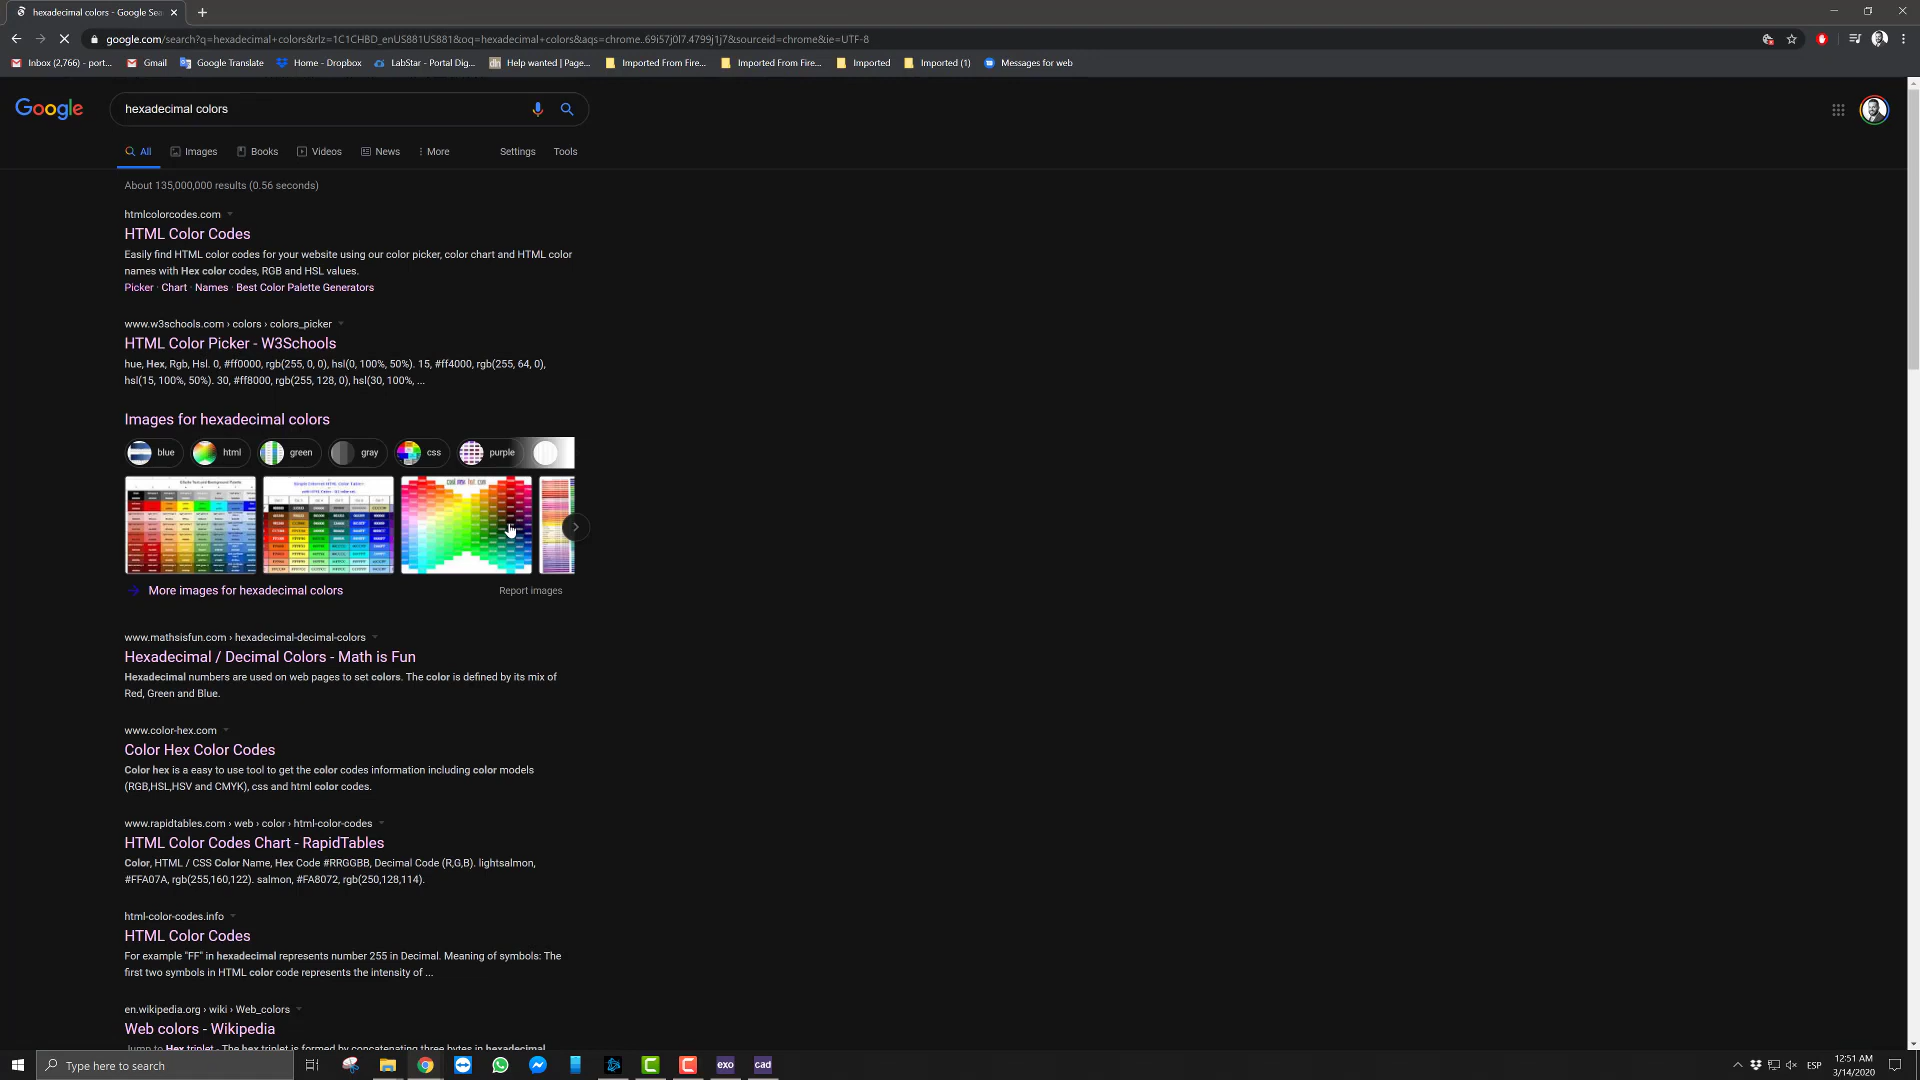 hexadecimal colors - Google Sea
google.com/search?q=hexadecimal+colors&rlz=1C1CHBD_enUS881US881&oq=hexadecimal+colors&aqs=chrome..69i57j0l7.4799j1j7&sourceid=chrome&ie=UTF-8
Inbox (2,766) - port... Gmail Google Translate Home - Dropbox LabStar - Portal Dig... Help wanted | Page... Imported From Fire... Imported From Fire... Imported Imported (1) Messages for web
Google hexadecimal colors
All Images Books Videos News More Settings Tools
About 135,000,000 results (0.56 seconds)
htmlcolorcodes.com
HTML Color Codes
Easily find HTML color codes for your website using our color picker, color chart and HTML color
names with Hex color codes, RGB and HSL values.
Picker · Chart · Names · Best Color Palette Generators
www.w3schools.com › colors › colors_picker
HTML Color Picker - W3Schools
hue, Hex, Rgb, Hsl. 0, #ff0000, rgb(255, 0, 0), hsl(0, 100%, 50%). 15, #ff4000, rgb(255, 64, 0),
hsl(15, 100%, 50%). 30, #ff8000, rgb(255, 128, 0), hsl(30, 100%, ...
Images for hexadecimal colors
blue html green gray css purple
More images for hexadecimal colors Report images
www.mathsisfun.com › hexadecimal-decimal-colors
Hexadecimal / Decimal Colors - Math is Fun
Hexadecimal numbers are used on web pages to set colors. The color is defined by its mix of
Red, Green and Blue.
www.color-hex.com
Color Hex Color Codes
Color hex is a easy to use tool to get the color codes information including color models
(RGB,HSL,HSV and CMYK), css and html color codes.
www.rapidtables.com › web › color › html-color-codes
HTML Color Codes Chart - RapidTables
Color, HTML / CSS Color Name, Hex Code #RRGGBB, Decimal Code (R,G,B). lightsalmon,
#FFA07A, rgb(255,160,122). salmon, #FA8072, rgb(250,128,114).
html-color-codes.info
HTML Color Codes
For example "FF" in hexadecimal represents number 255 in Decimal. Meaning of symbols: The
first two symbols in HTML color code represents the intensity of ...
en.wikipedia.org › wiki › Web_colors
Web colors - Wikipedia
Jump to Hex triplet - The hex triplet is formed by concatenating three bytes in hexadecimal
Type here to search exo cad ESP 12:51 AM
3/14/2020